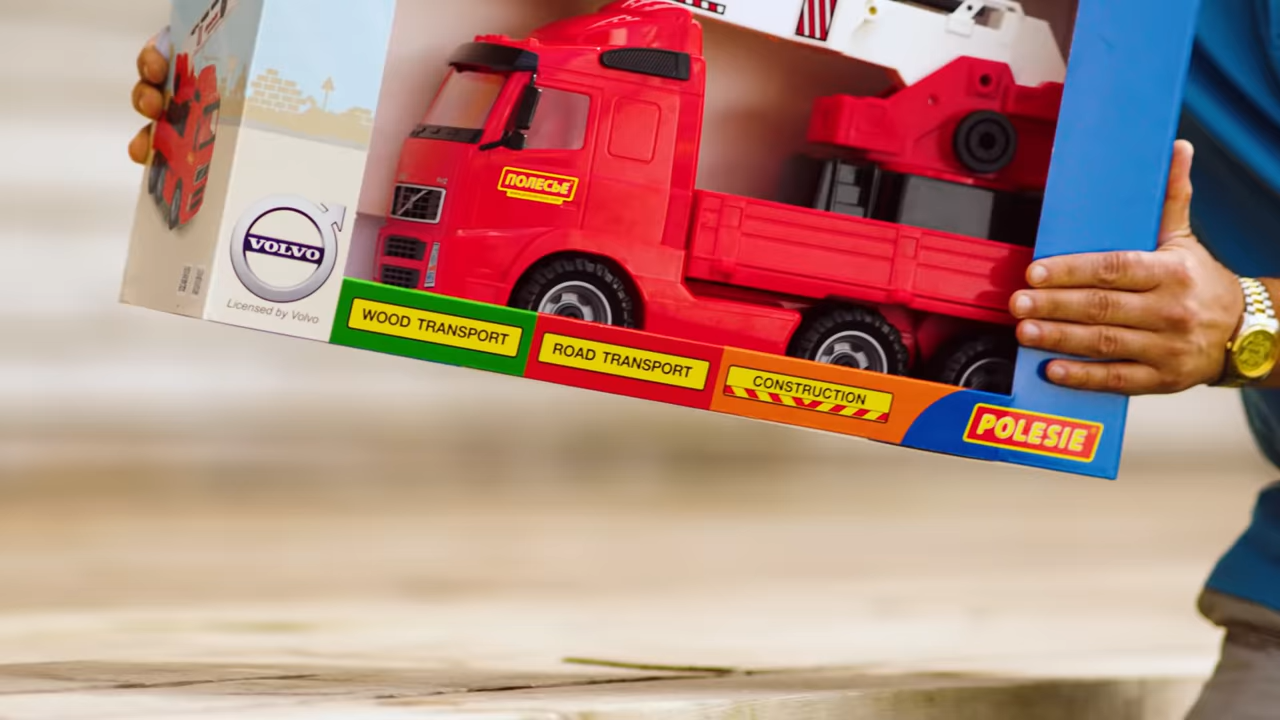 ПОЛЕСЬЕ
VOLVO
Licensed by Volvo
WOOD TRANSPORT
ROAD TRANSPORT
CONSTRUCTION
POLESIE